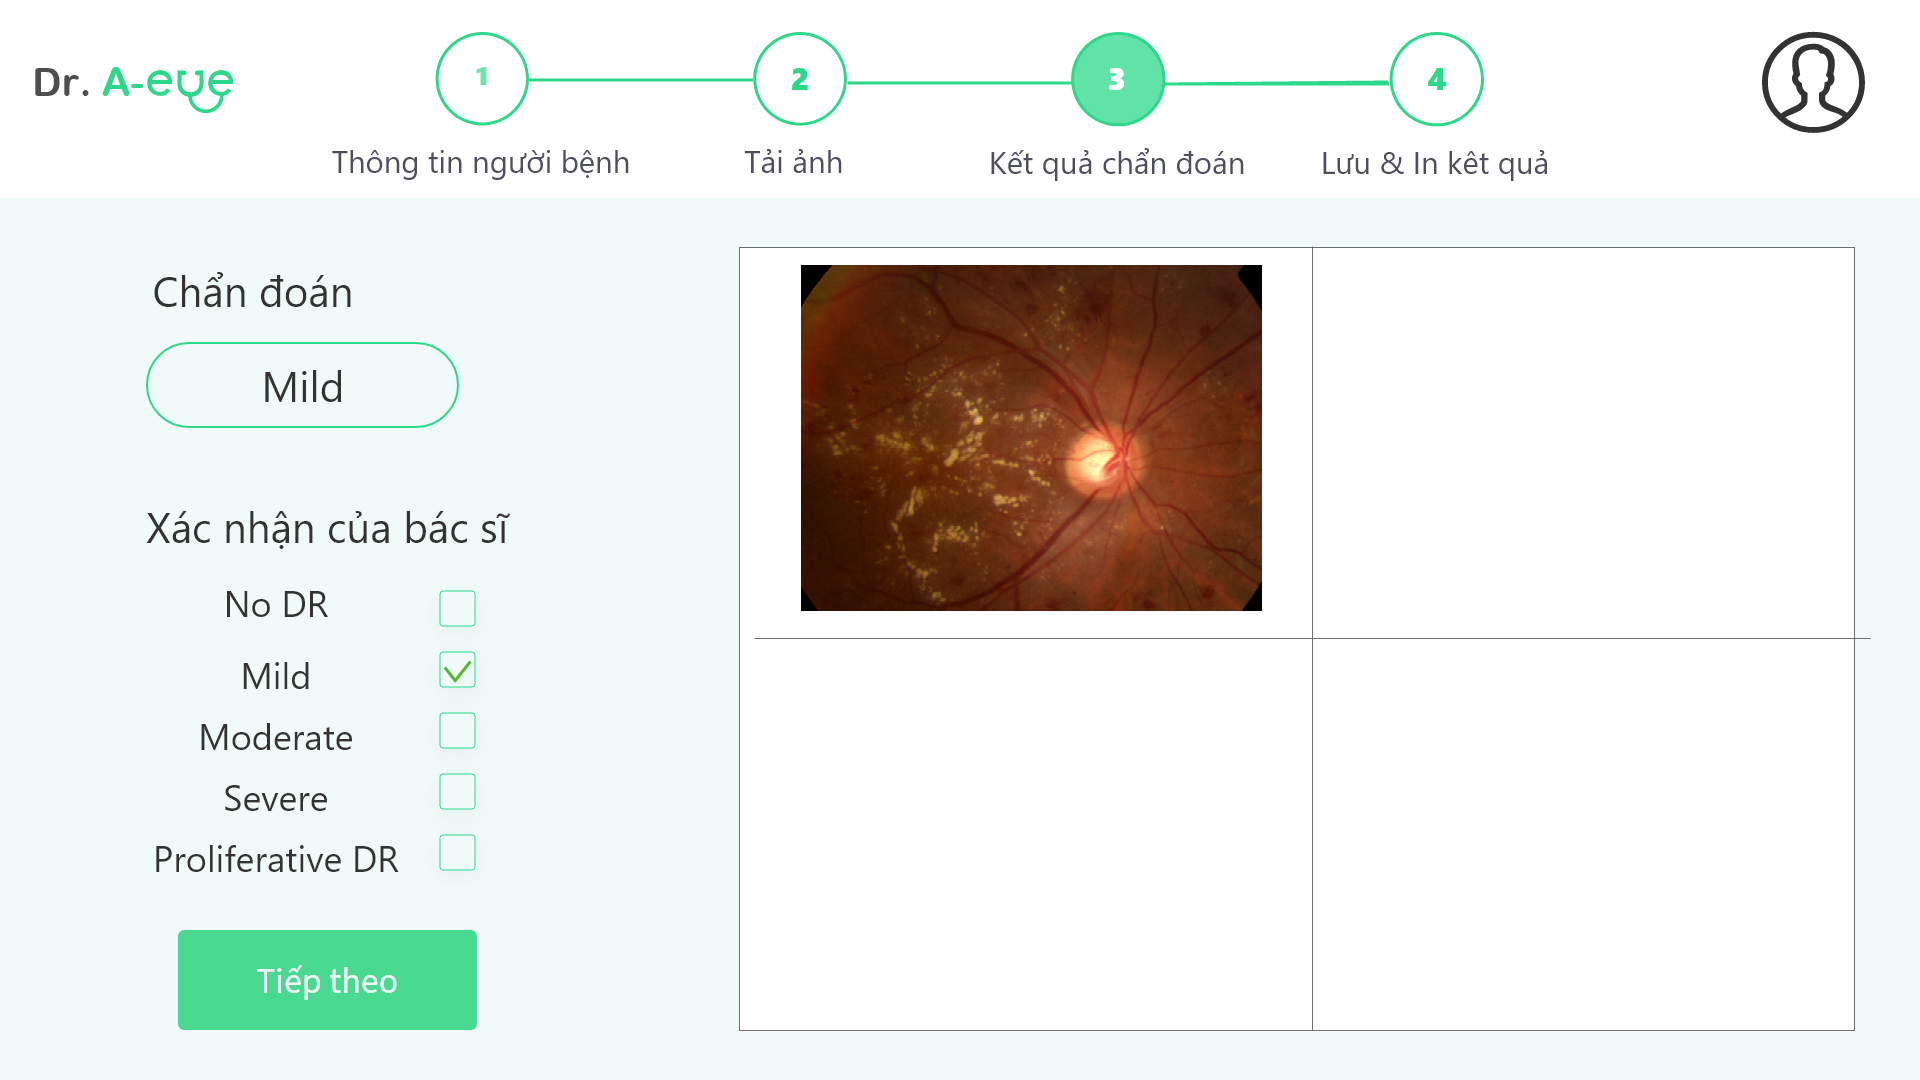 Dr. A-eye
1
2
3
4
Thông tin người bệnh
Tải ảnh
Kết quả chẩn đoán
Lưu & In kêt quả
Chẩn đoán
Mild
Xác nhận của bác sĩ
No DR
Mild
Moderate
Severe
Proliferative DR
Tiếp theo